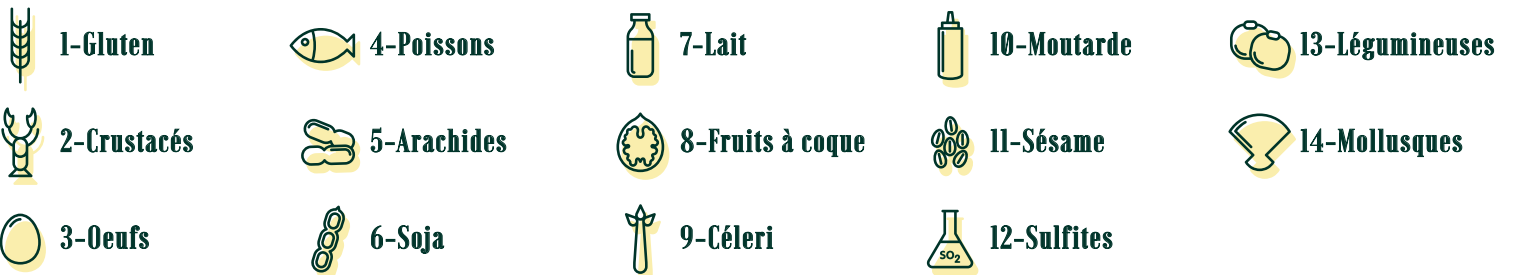 1-Gluten
2-Crustacés
3-Oeufs
4-Poissons
5-Arachides
6-Soja
7-Lait
8-Fruits à coque
9-Céleri
10-Moutarde
11-Sésame
12-Sulfites
SO2
13-Légumineuses
14-Mollusques